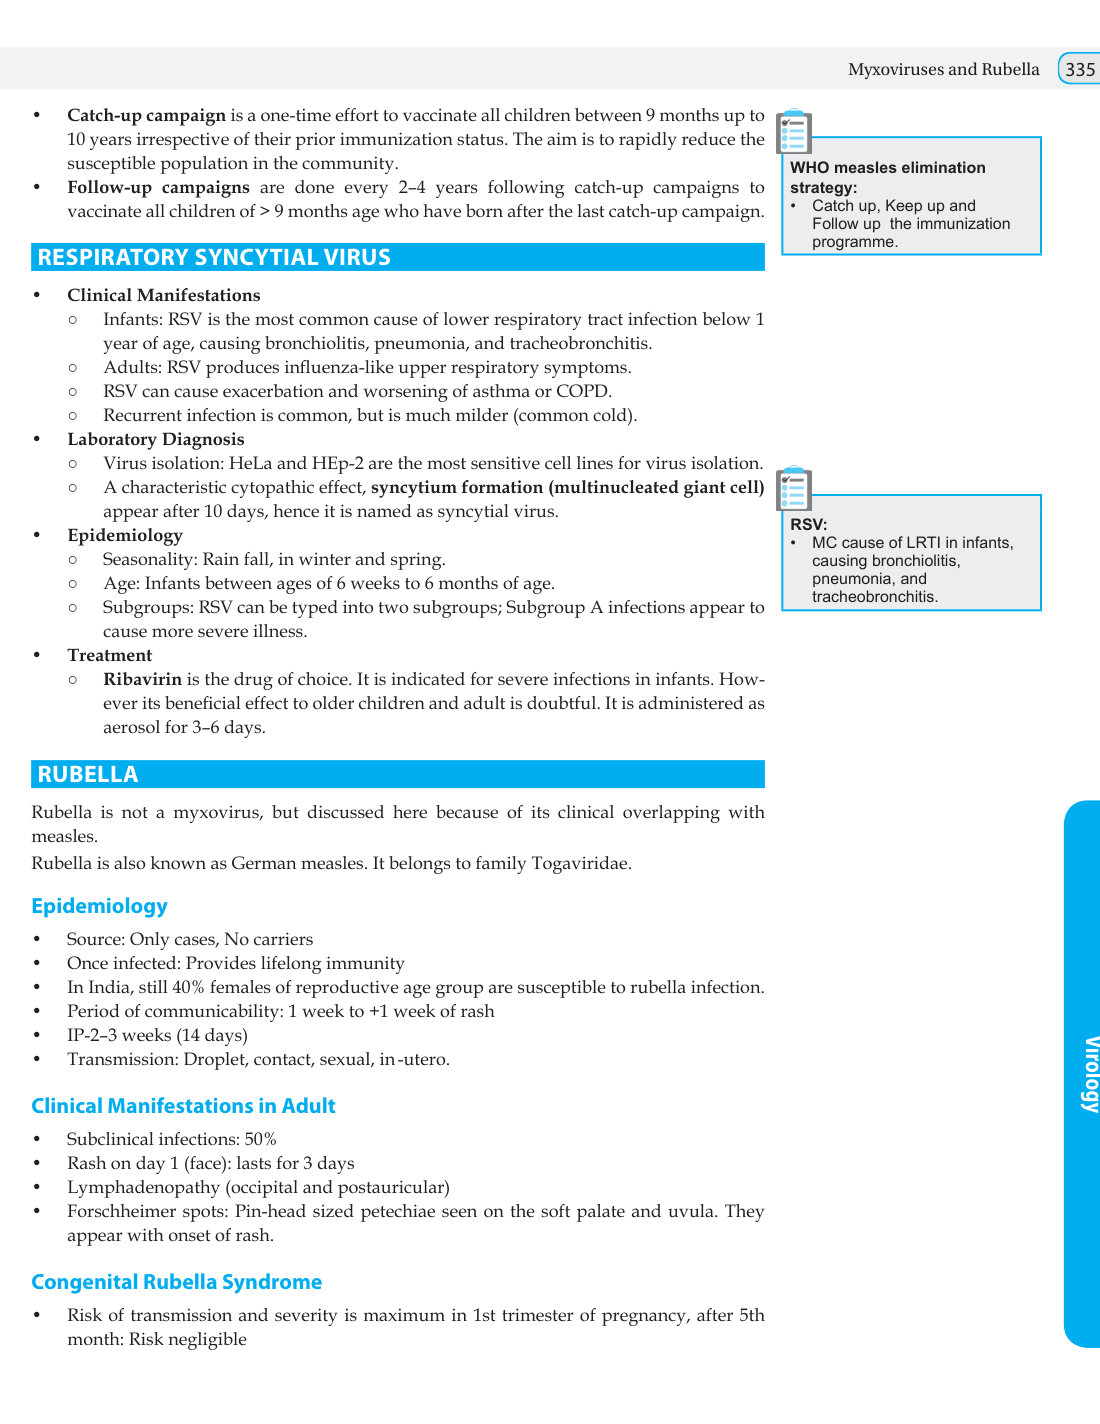 Myxoviruses and Rubella 335
• Catch-up campaign is a one-time effort to vaccinate all children between 9 months up to
10 years irrespective of their prior immunization status. The aim is to rapidly reduce the
susceptible population in the community.
• Follow-up campaigns are done every 2–4 years following catch-up campaigns to
vaccinate all children of > 9 months age who have born after the last catch-up campaign.
WHO measles elimination
strategy:
• Catch up, Keep up and
Follow up the immunization
programme.
RESPIRATORY SYNCYTIAL VIRUS
• Clinical Manifestations
○ Infants: RSV is the most common cause of lower respiratory tract infection below 1
year of age, causing bronchiolitis, pneumonia, and tracheobronchitis.
○ Adults: RSV produces influenza-like upper respiratory symptoms.
○ RSV can cause exacerbation and worsening of asthma or COPD.
○ Recurrent infection is common, but is much milder (common cold).
• Laboratory Diagnosis
○ Virus isolation: HeLa and HEp-2 are the most sensitive cell lines for virus isolation.
○ A characteristic cytopathic effect, syncytium formation (multinucleated giant cell)
appear after 10 days, hence it is named as syncytial virus.
• Epidemiology
○ Seasonality: Rain fall, in winter and spring.
○ Age: Infants between ages of 6 weeks to 6 months of age.
○ Subgroups: RSV can be typed into two subgroups; Subgroup A infections appear to
cause more severe illness.
• Treatment
○ Ribavirin is the drug of choice. It is indicated for severe infections in infants. How-
ever its beneficial effect to older children and adult is doubtful. It is administered as
aerosol for 3–6 days.
RSV:
• MC cause of LRTI in infants,
causing bronchiolitis,
pneumonia, and
tracheobronchitis.
RUBELLA
Rubella is not a myxovirus, but discussed here because of its clinical overlapping with
measles.
Rubella is also known as German measles. It belongs to family Togaviridae.
Epidemiology
• Source: Only cases, No carriers
• Once infected: Provides lifelong immunity
• In India, still 40% females of reproductive age group are susceptible to rubella infection.
• Period of communicability: 1 week to +1 week of rash
• IP-2–3 weeks (14 days)
• Transmission: Droplet, contact, sexual, in-utero.
Clinical Manifestations in Adult
• Subclinical infections: 50%
• Rash on day 1 (face): lasts for 3 days
• Lymphadenopathy (occipital and postauricular)
• Forschheimer spots: Pin-head sized petechiae seen on the soft palate and uvula. They
appear with onset of rash.
Congenital Rubella Syndrome
• Risk of transmission and severity is maximum in 1st trimester of pregnancy, after 5th
month: Risk negligible
Virology